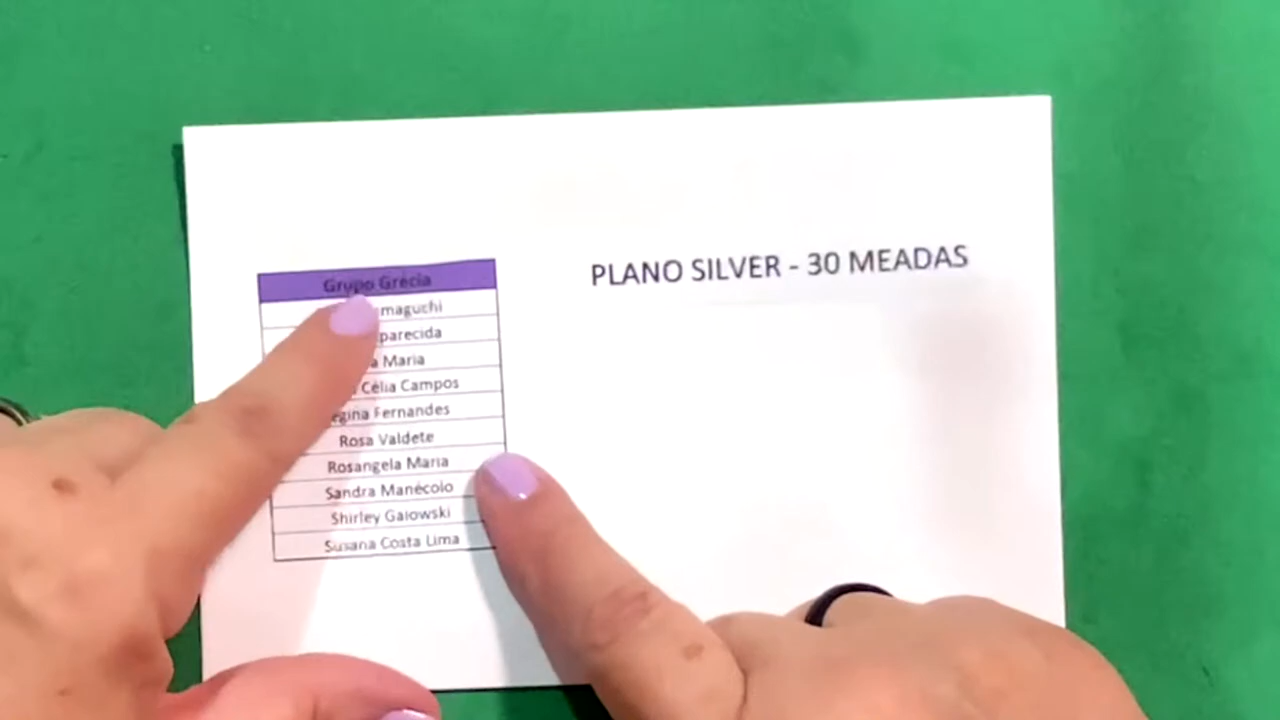 Grupo Grécia
maguchi
parecida
Maria
Célia Campos
Regina Fernandes
Rosa Valdete
Rosangela Maria
Sandra Manécolo
Shirley Gaiowski
Susana Costa Lima
PLANO SILVER - 30 MEADAS